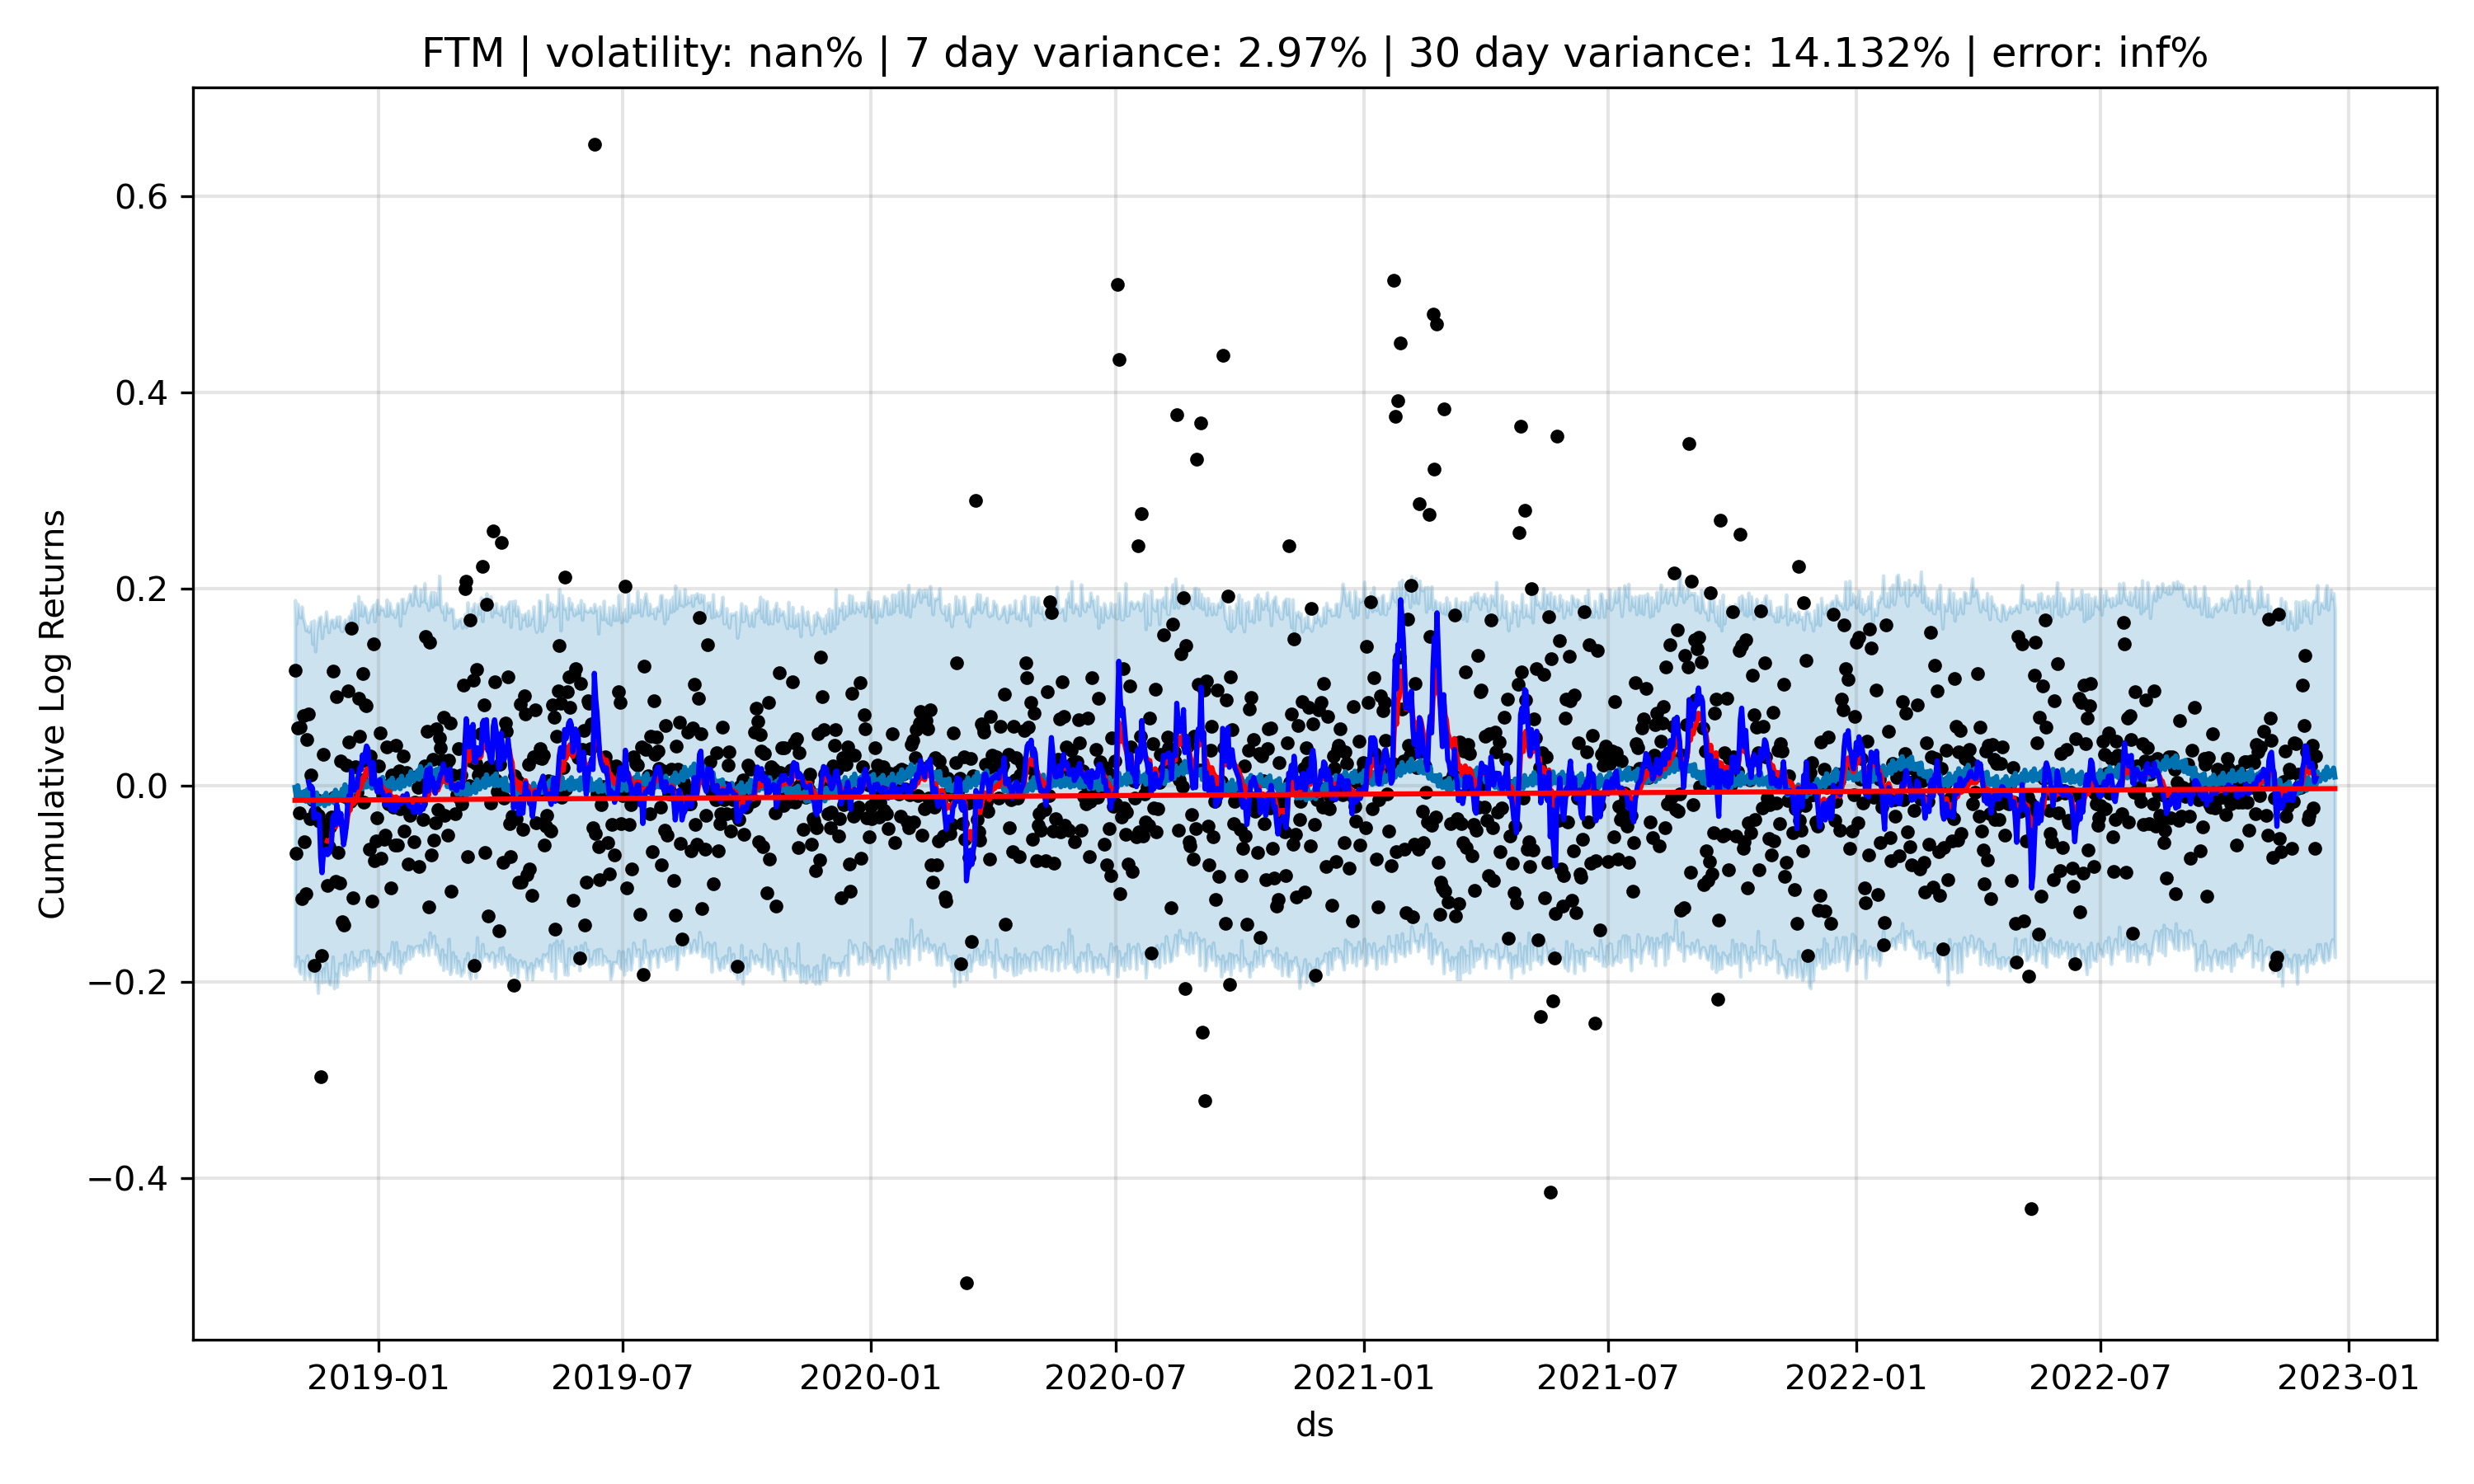 FTM | volatility: nan% | 7 day variance: 2.97% | 30 day variance: 14.132% | error: inf%
Cumulative Log Returns
0.6
0.4
0.2
0.0
−0.2
−0.4
2019-01 2019-07 2020-01 2020-07 2021-01 2021-07 2022-01 2022-07 2023-01
ds